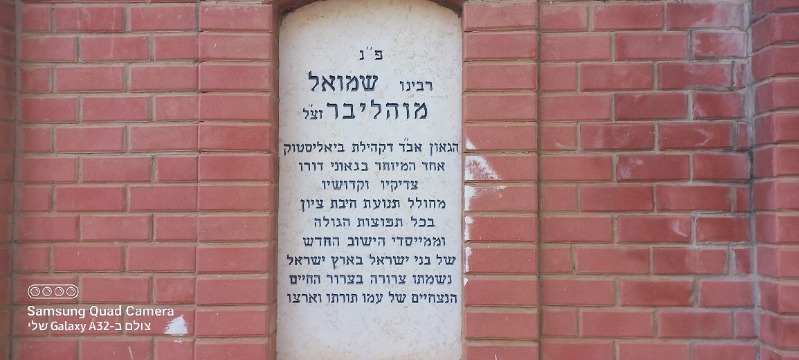 פ״נ
רבינו שמואל
מוהליבר זצ״ל
הגאון אב״ד דקהילת ביאליסטוק
אחד המיוחד בגאוני דורו
צדיקיו וקדושיו
מחולל תנועת חיבת ציון
בכל תפוצות הגולה
וממייסדי הישוב החדש
של בני ישראל בארץ ישראל
נשמתו צרורה בצרור החיים
הנצחיים של עמו תורתו וארצו
Samsung Quad Camera
צולם ב-Galaxy A32 שלי